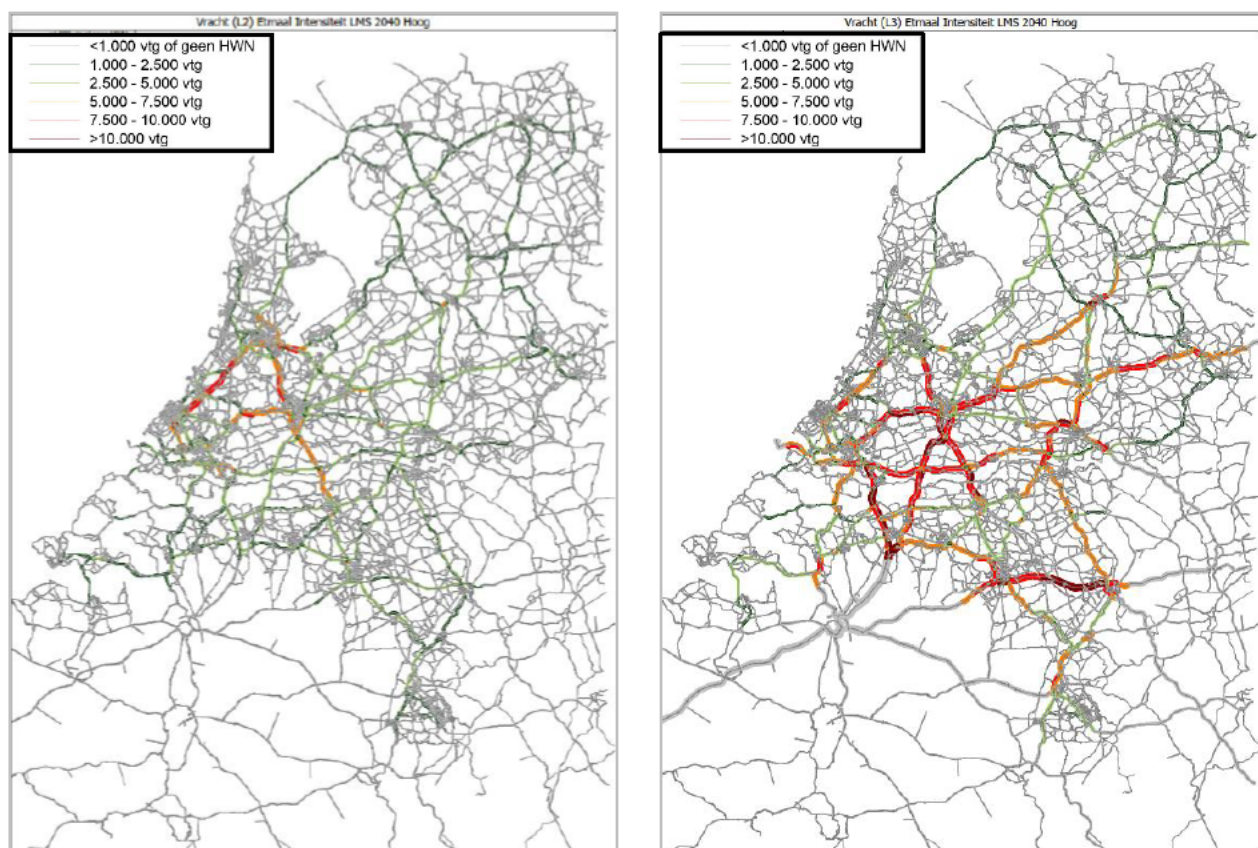 Vracht (L2) Etmaal Intensiteit LMS 2040 Hoog
<1.000 vtg of geen HWN
1.000 - 2.500 vtg
2.500 - 5.000 vtg
5.000 - 7.500 vtg
7.500 - 10.000 vtg
>10.000 vtg
Vracht (L3) Etmaal Intensiteit LMS 2040 Hoog
<1.000 vtg of geen HWN
1.000 - 2.500 vtg
2.500 - 5.000 vtg
5.000 - 7.500 vtg
7.500 - 10.000 vtg
>10.000 vtg